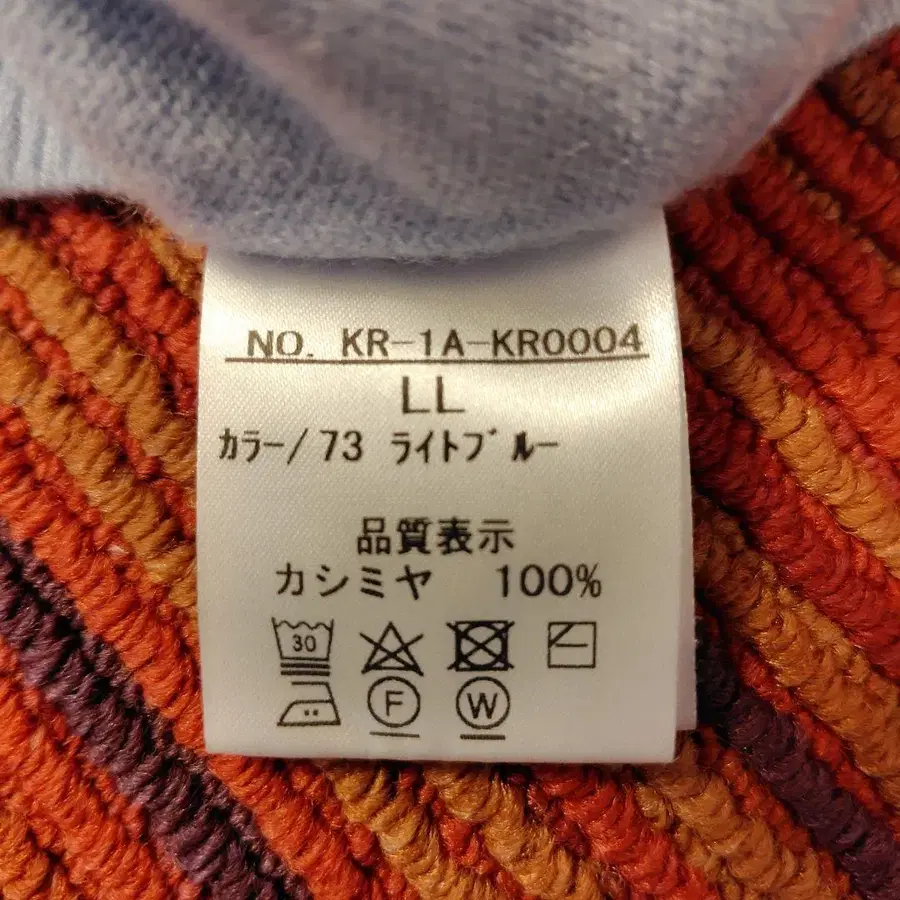 NO. KR-1A-KR0004
LL
ｶﾗｰ/73 ﾗｲﾄﾌﾞﾙｰ
品質表示
カシミヤ 100%
30
F W